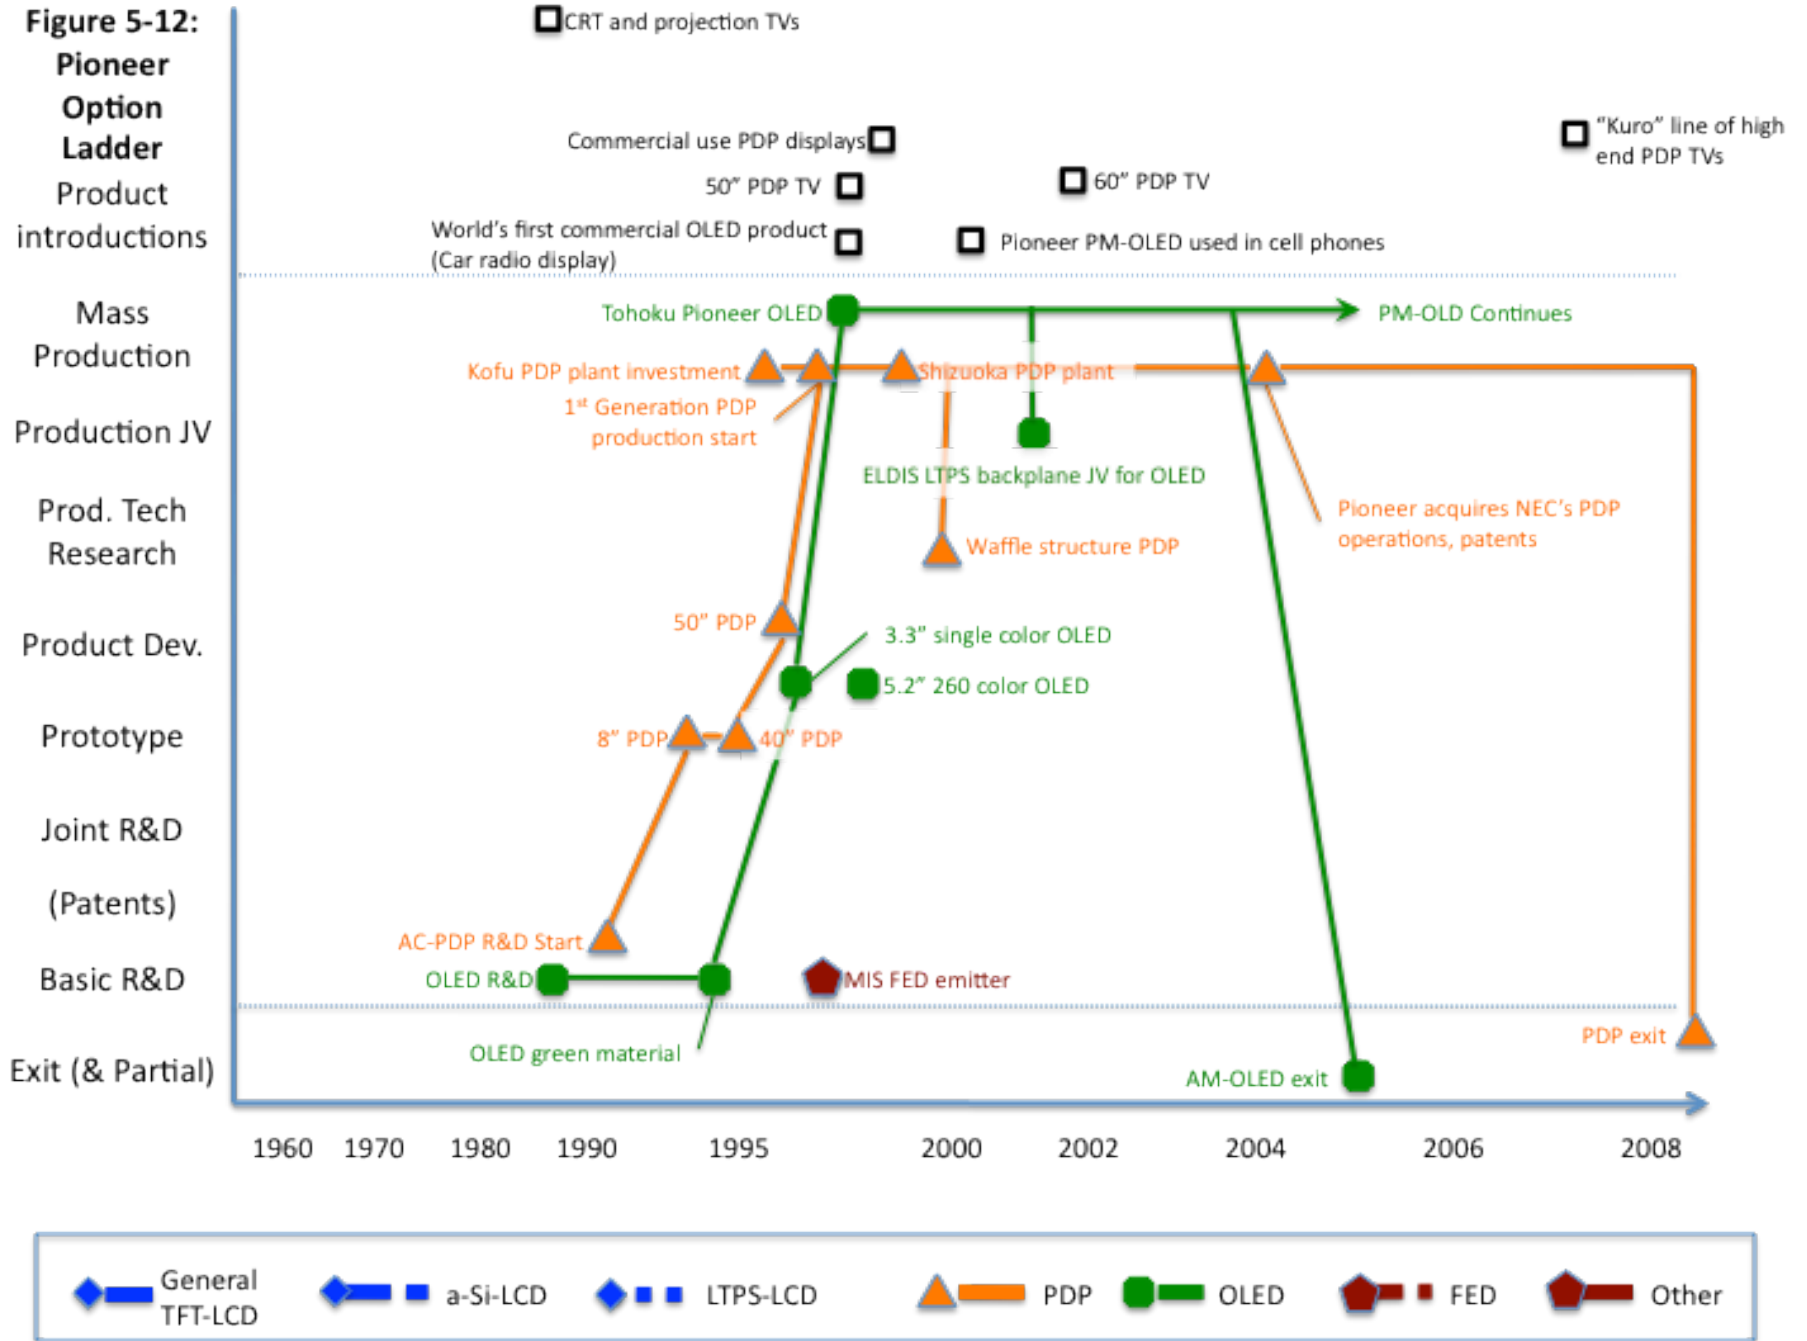 Figure 5-12:
Pioneer
Option
Ladder
Product
introductions
CRT and projection TVs
Commercial use PDP displays
"Kuro" line of high
end PDP TVs
50" PDP TV
60" PDP TV
World's first commercial OLED product
(Car radio display)
Pioneer PM-OLED used in cell phones
Mass
Production
Tohoku Pioneer OLED
PM-OLD Continues
Kofu PDP plant investment
Shizuoka PDP plant
1st Generation PDP
production start
Production JV
ELDIS LTPS backplane JV for OLED
Prod. Tech
Research
Pioneer acquires NEC's PDP
operations, patents
Waffle structure PDP
50" PDP
Product Dev.
3.3" single color OLED
5.2" 260 color OLED
Prototype
8" PDP
40" PDP
Joint R&D
(Patents)
AC-PDP R&D Start
Basic R&D
OLED R&D
MIS FED emitter
OLED green material
PDP exit
Exit (& Partial)
AM-OLED exit
1960 1970 1980 1990 1995 2000 2002 2004 2006 2008
General
TFT-LCD
a-Si-LCD
LTPS-LCD
PDP
OLED
FED
Other